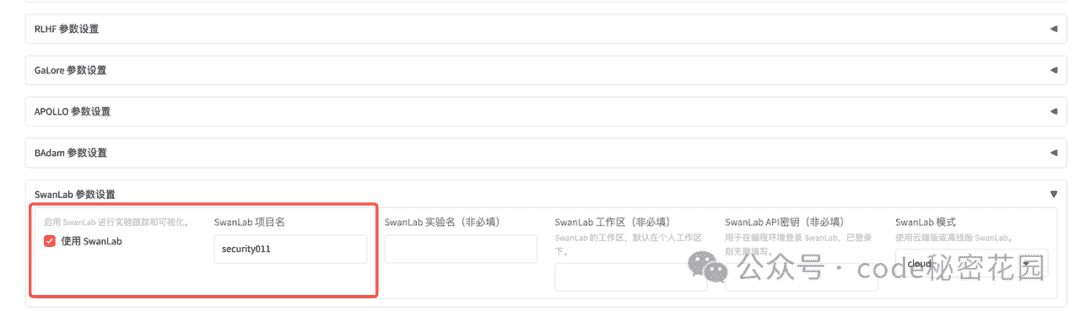 RLHF 参数设置
GaLore 参数设置
APOLLO 参数设置
BAdam 参数设置
SwanLab 参数设置
启用 SwanLab 进行实验跟踪和可视化。
使用 SwanLab
SwanLab 项目名
security011
SwanLab 实验名（非必填）
SwanLab 工作区（非必填）
SwanLab 的工作区，默认在个人工作区
下。
SwanLab API密钥（非必填）
用于在编程环境登录 SwanLab，已登录
则无需填写。
SwanLab 模式
使用云端版或离线版 SwanLab。
cloud
公众号 · code秘密花园